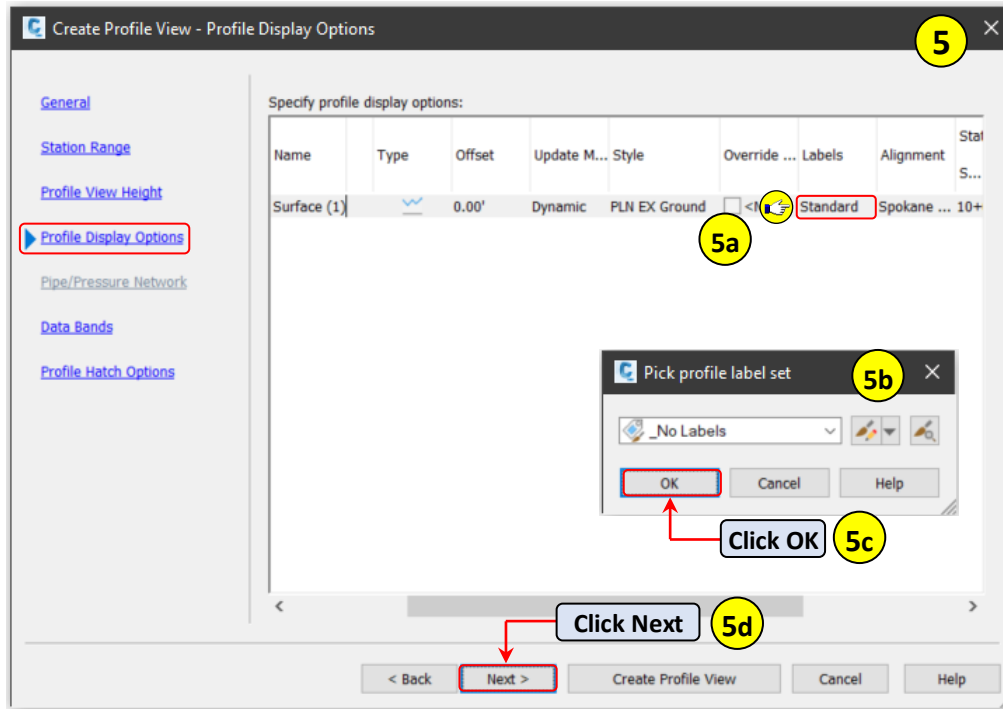 Create Profile View - Profile Display Options
5
General
Station Range
Profile View Height
Profile Display Options
Pipe/Pressure Network
Data Bands
Profile Hatch Options
Specify profile display options:
Name Type Offset Update M... Style Override ... Labels Alignment Stat
S...
Surface (1) 0.00' Dynamic PLN EX Ground <N Standard Spokane ... 10+
5a
Pick profile label set
5b
_No Labels
OK Cancel Help
Click OK 5c
Click Next 5d
< Back Next > Create Profile View Cancel Help